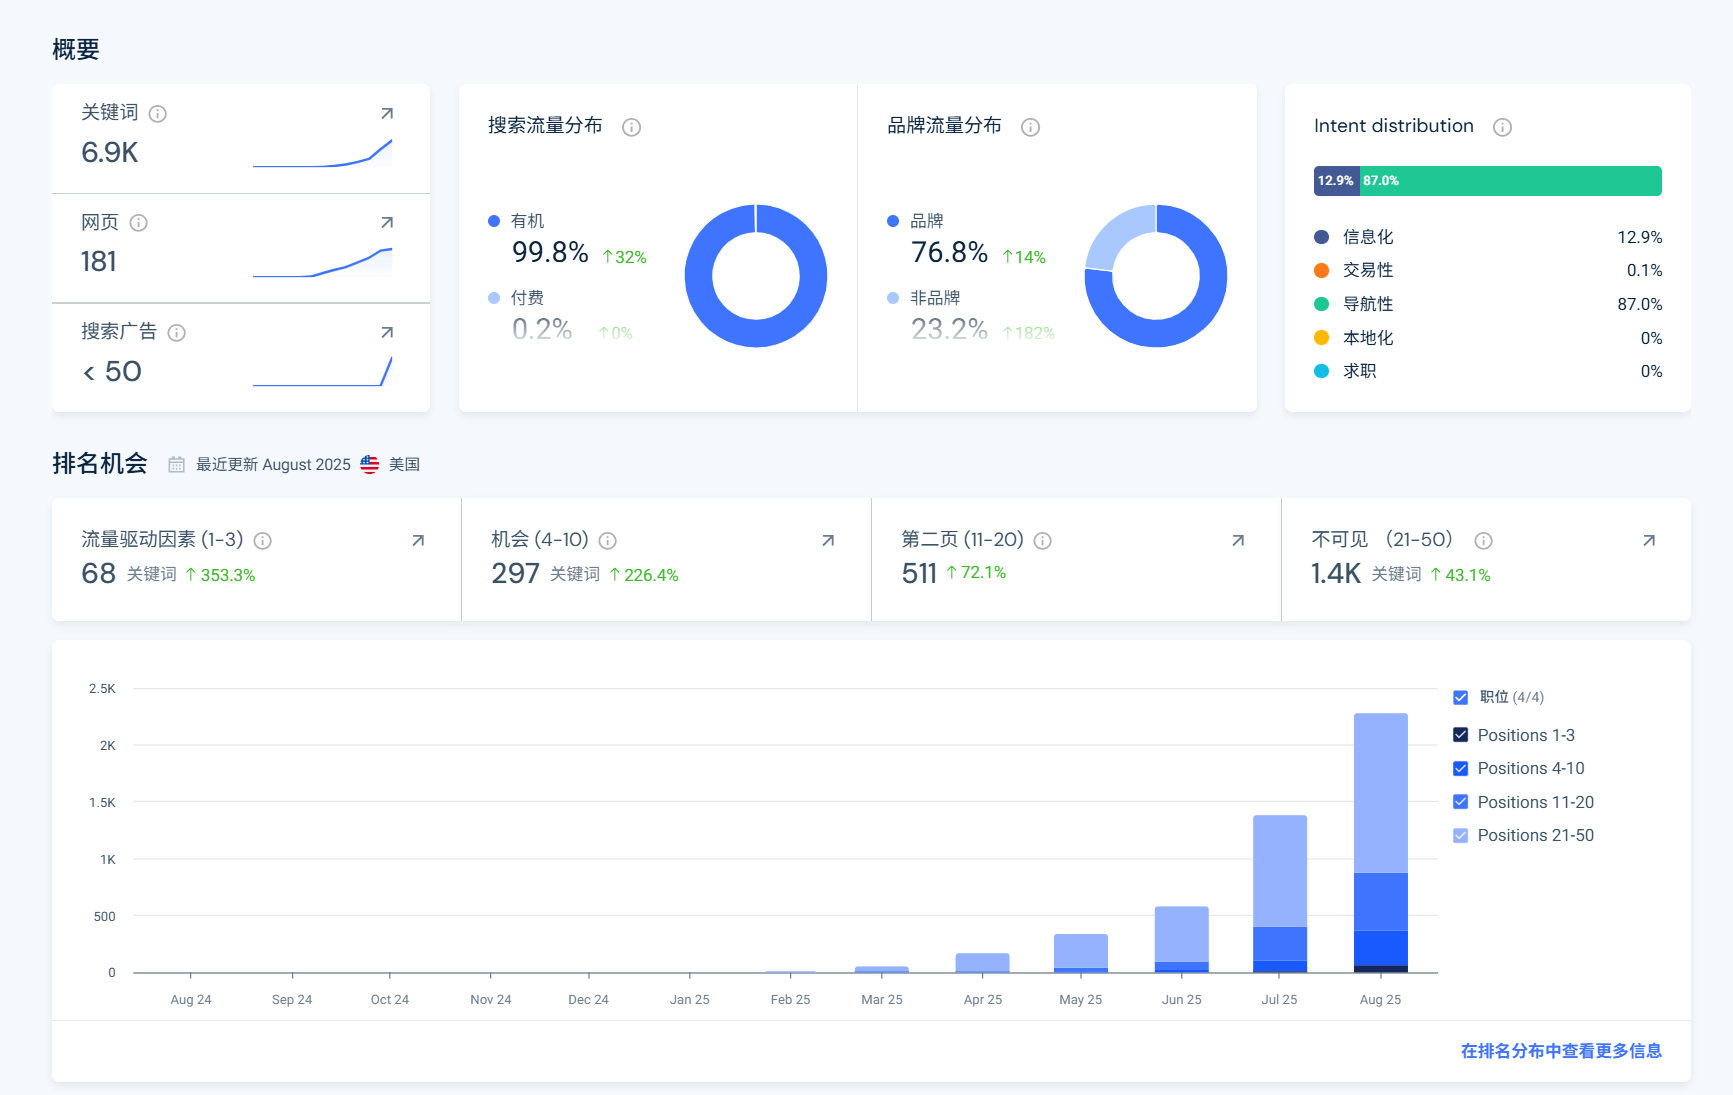 概要
关键词
6.9K
网页
181
搜索广告
< 50
搜索流量分布
有机
99.8% ↑32%
付费
0.2% ↑0%
品牌流量分布
品牌
76.8% ↑14%
非品牌
23.2% ↑182%
Intent distribution
12.9% 87.0%
信息化 12.9%
交易性 0.1%
导航性 87.0%
本地化 0%
求职 0%
排名机会 最近更新 August 2025 美国
流量驱动因素 (1-3)
68 关键词 ↑ 353.3%
机会 (4-10)
297 关键词 ↑ 226.4%
第二页 (11-20)
511 ↑ 72.1%
不可见 （21-50）
1.4K 关键词 ↑ 43.1%
2.5K
2K
1.5K
1K
500
0
Aug 24 Sep 24 Oct 24 Nov 24 Dec 24 Jan 25 Feb 25 Mar 25 Apr 25 May 25 Jun 25 Jul 25 Aug 25
职位 (4/4)
Positions 1-3
Positions 4-10
Positions 11-20
Positions 21-50
在排名分布中查看更多信息